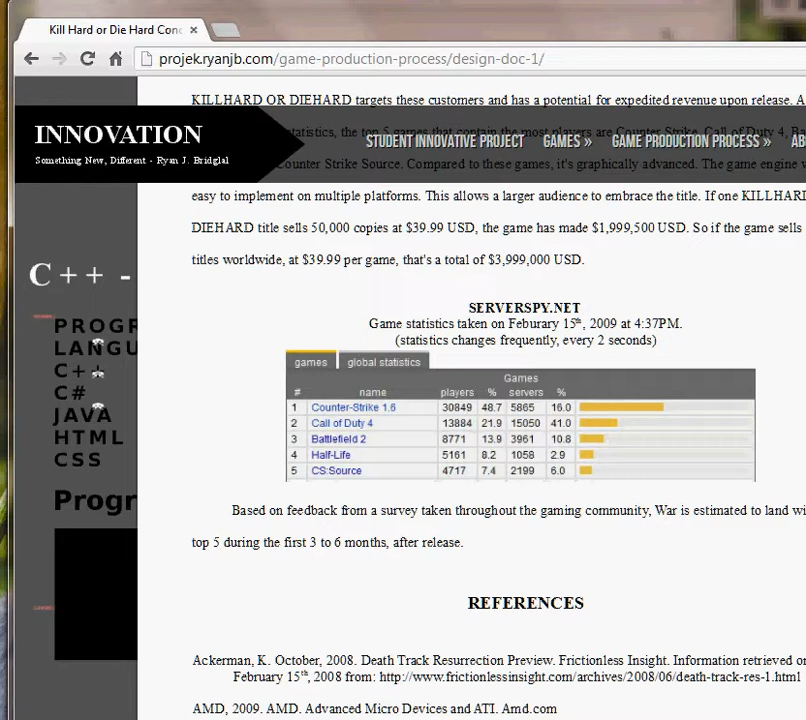 Kill Hard or Die Hard Conc
projek.ryanjb.com/game-production-process/design-doc-1/
KILLHARD OR DIEHARD targets these customers and has a potential for expedited revenue upon release. A
INNOVATION
Something New, Different - Ryan J. Bridglal
STUDENT INNOVATIVE PROJECT GAMES » GAME PRODUCTION PROCESS » AB
tatistics, the top 5 games that contain the most players are Counter Strike, Call of Duty 4, Ba
Counter Strike Source. Compared to these games, it's graphically advanced. The game engine w
easy to implement on multiple platforms. This allows a larger audience to embrace the title. If one KILLHAR
DIEHARD title sells 50,000 copies at $39.99 USD, the game has made $1,999,500 USD. So if the game sells
titles worldwide, at $39.99 per game, that's a total of $3,999,000 USD.
C++ -
PROGR
LANGU
C++
C#
JAVA
HTML
CSS
Progr
SERVERSPY.NET
Game statistics taken on Feburary 15th, 2009 at 4:37PM.
(statistics changes frequently, every 2 seconds)
games global statistics
Games
# name players % servers %
1 Counter-Strike 1.6 30849 48.7 5865 16.0
2 Call of Duty 4 13884 21.9 15050 41.0
3 Battlefield 2 8771 13.9 3961 10.8
4 Half-Life 5161 8.2 1058 2.9
5 CS:Source 4717 7.4 2199 6.0
Based on feedback from a survey taken throughout the gaming community, War is estimated to land wi
top 5 during the first 3 to 6 months, after release.
REFERENCES
Ackerman, K. October, 2008. Death Track Resurrection Preview. Frictionless Insight. Information retrieved or
February 15th, 2008 from: http://www.frictionlessinsight.com/archives/2008/06/death-track-res-1.html
AMD, 2009. AMD. Advanced Micro Devices and ATI. Amd.com